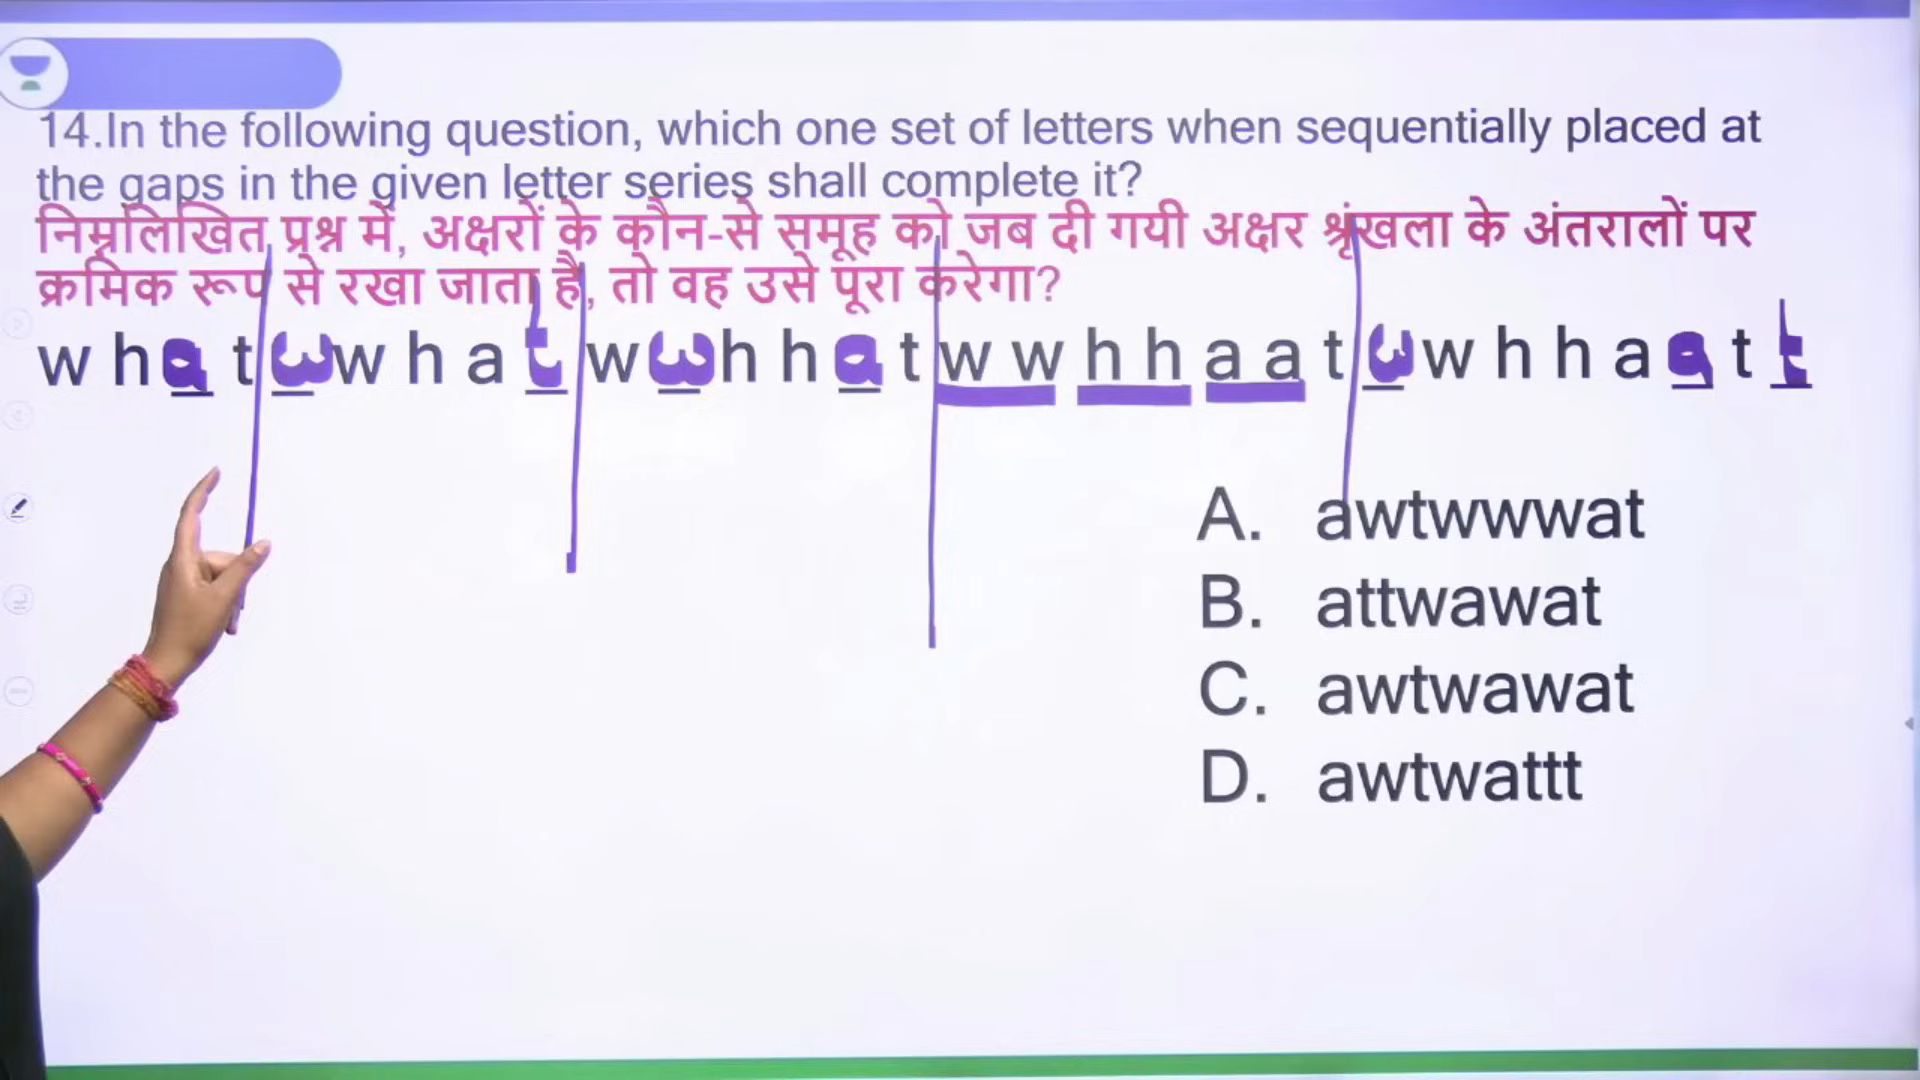 14.In the following question, which one set of letters when sequentially placed at
the gaps in the given letter series shall complete it?
निम्नलिखित प्रश्न में, अक्षरों के कौन-से समूह को जब दी गयी अक्षर श्रृंखला के अंतरालों पर
क्रमिक रूप से रखा जाता है, तो वह उसे पूरा करेगा?
w h a t w w h a t w w h h a t w w h h a a t w w h h a a t t
A. awtwwwat
B. attwawat
C. awtwawat
D. awtwattt